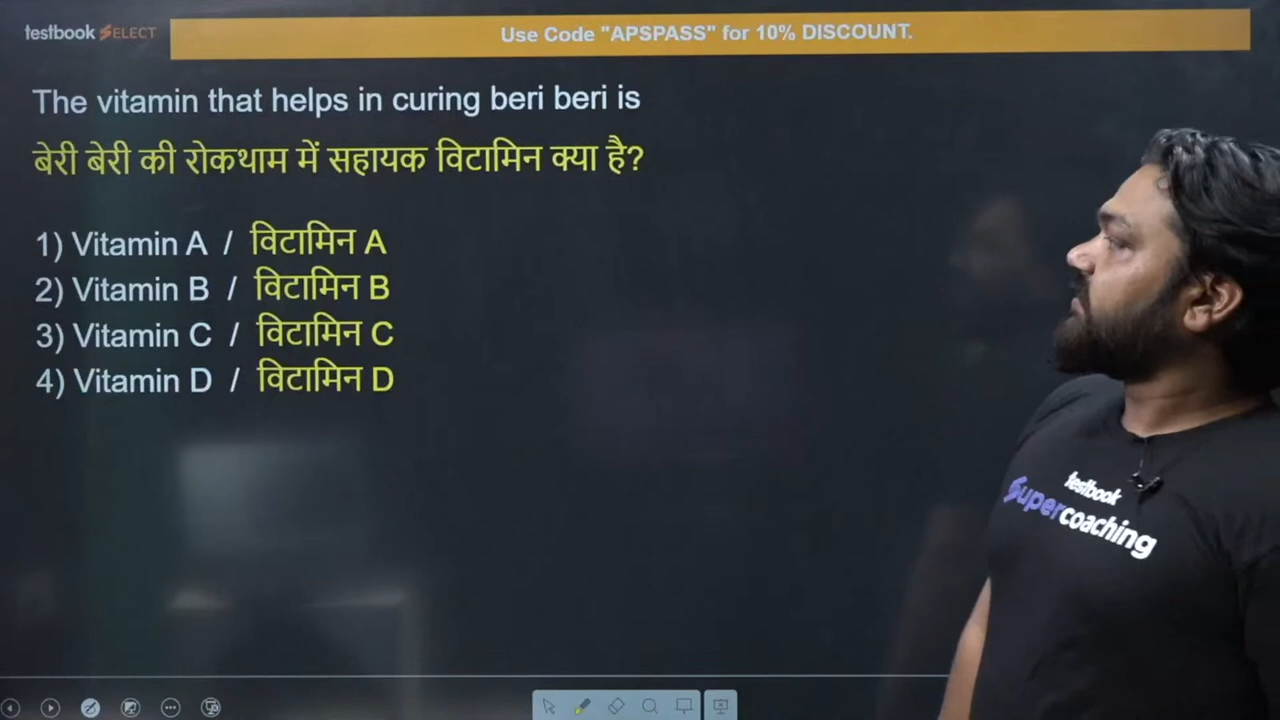 testbook SELECT
Use Code "APSPASS" for 10% DISCOUNT.
The vitamin that helps in curing beri beri is
बेरी बेरी की रोकथाम में सहायक विटामिन क्या है?
1) Vitamin A / विटामिन A
2) Vitamin B / विटामिन B
3) Vitamin C / विटामिन C
4) Vitamin D / विटामिन D
testbook
Supercoaching